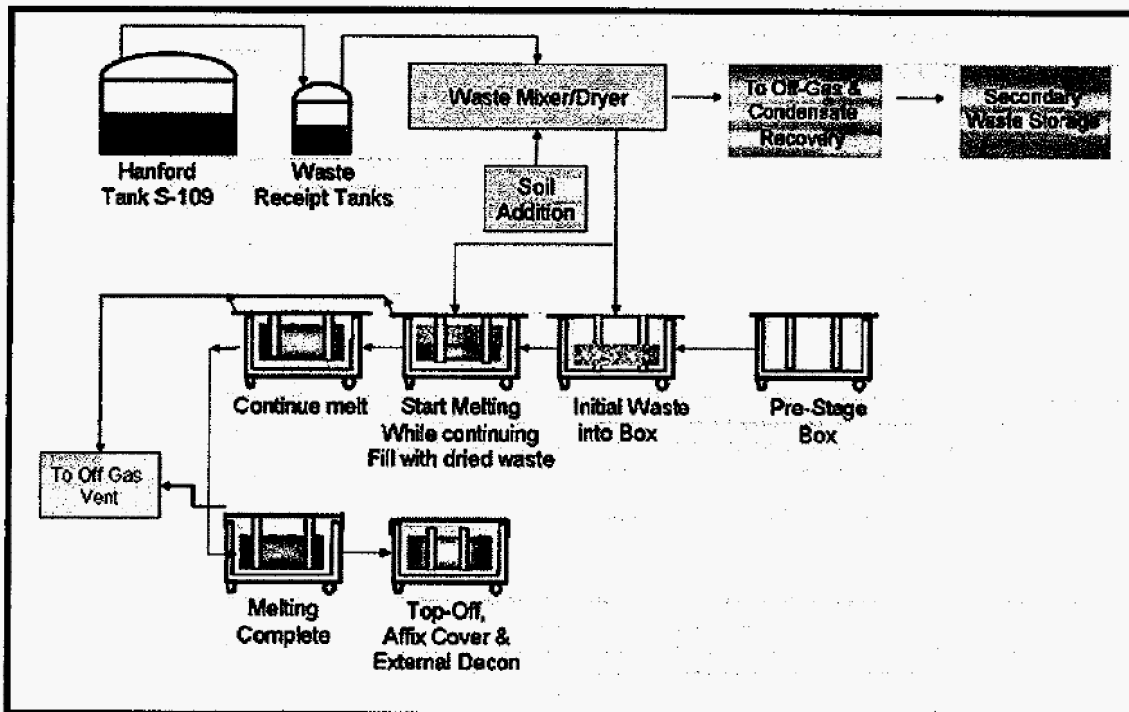 Hanford
Tank S-109
Waste
Receipt Tanks
Waste Mixer/Dryer
Soil
Addition
To Off-Gas &
Condensate
Recovery
Secondary
Waste Storage
Continue melt
Start Melting
While continuing
Fill with dried waste
Initial Waste
into Box
Pre-Stage
Box
To Off Gas
Vent
Melting
Complete
Top-Off,
Affix Cover &
External Decon